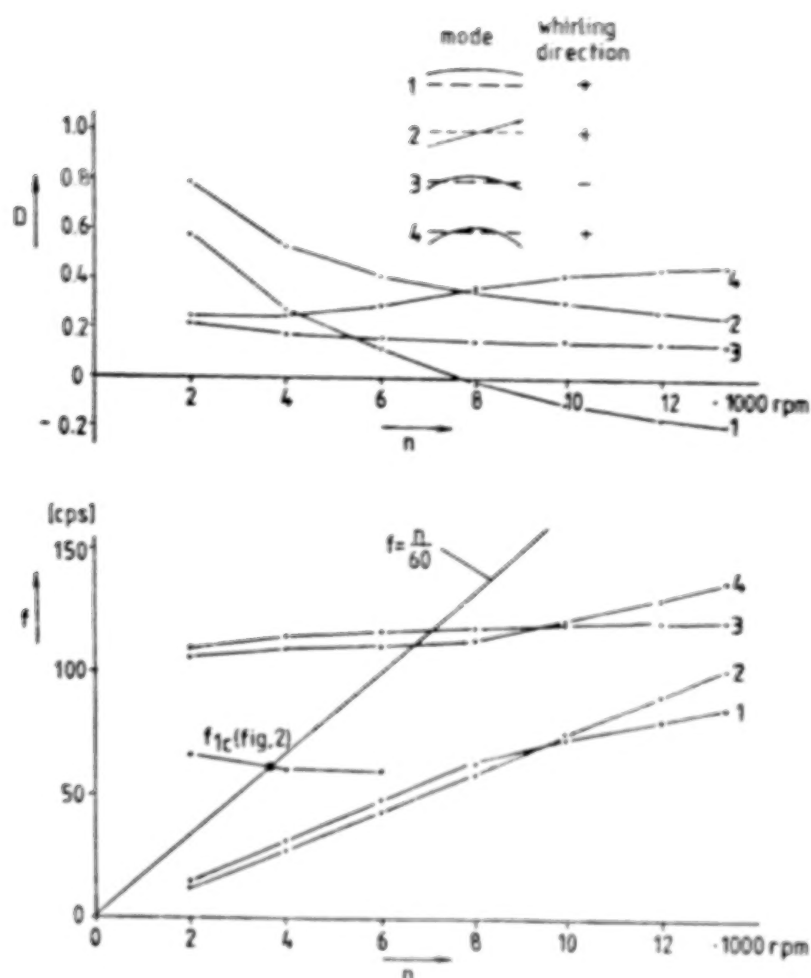 mode whirling direction
1 +
2 +
3 -
4 +
1.0
0.8
D
0.6
0.4
0.2
0
- 0.2
4
2
3
1
2 4 6 8 10 12 ·1000 rpm
n
[cps]
150
f
100
50
0
f= n/60
4
3
2
1
f1c(fig.2)
0 2 4 6 8 10 12 ·1000 rpm
n